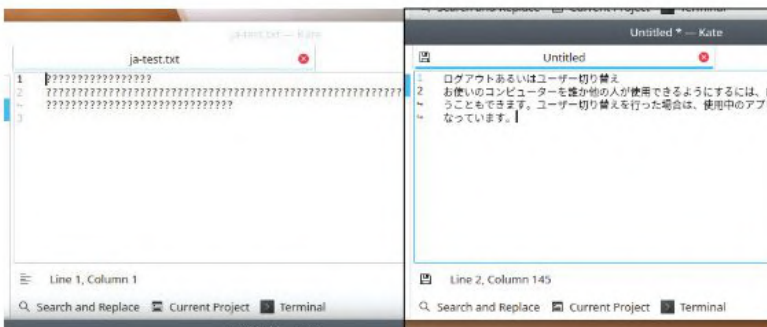 Search and Replace Current Project Terminal
ja-test.txt — Kate
Untitled * — Kate
ja-test.txt
Untitled
1 ?????????????????
2
3
1 ログアウトあるいはユーザー切り替え
2 お使いのコンピューターを誰か他の人が使用できるようにするには、
うこともできます。ユーザー切り替えを行った場合は、使用中のアプ
なっています。
Line 1, Column 1
Line 2, Column 145
Search and Replace Current Project Terminal
Search and Replace Current Project Terminal